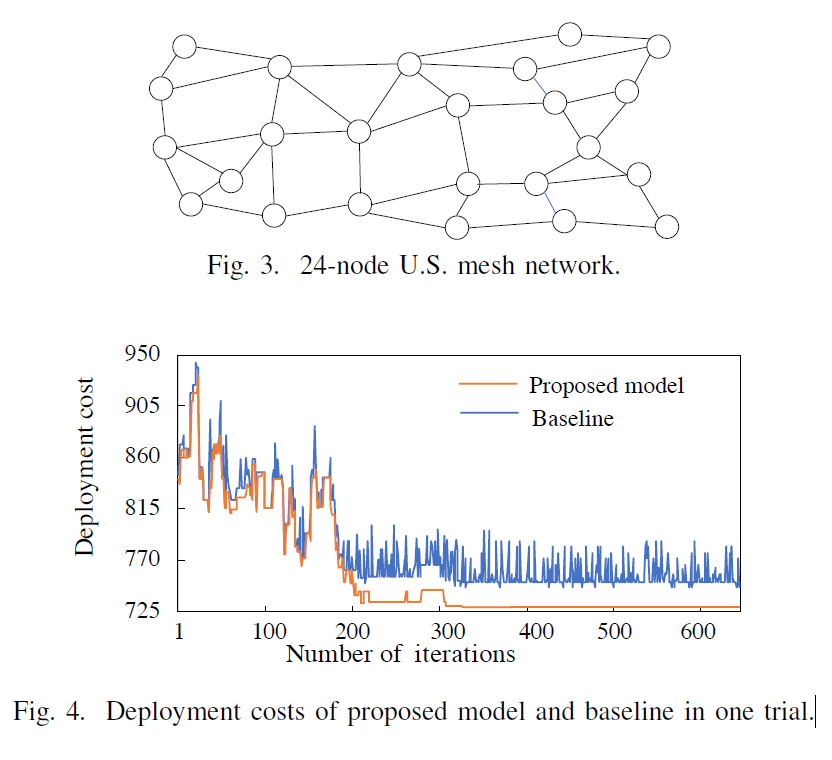 Fig. 3. 24-node U.S. mesh network.
950
905
860
815
770
725
Deployment cost
Proposed model
Baseline
1 100 200 300 400 500 600
Number of iterations
Fig. 4. Deployment costs of proposed model and baseline in one trial.